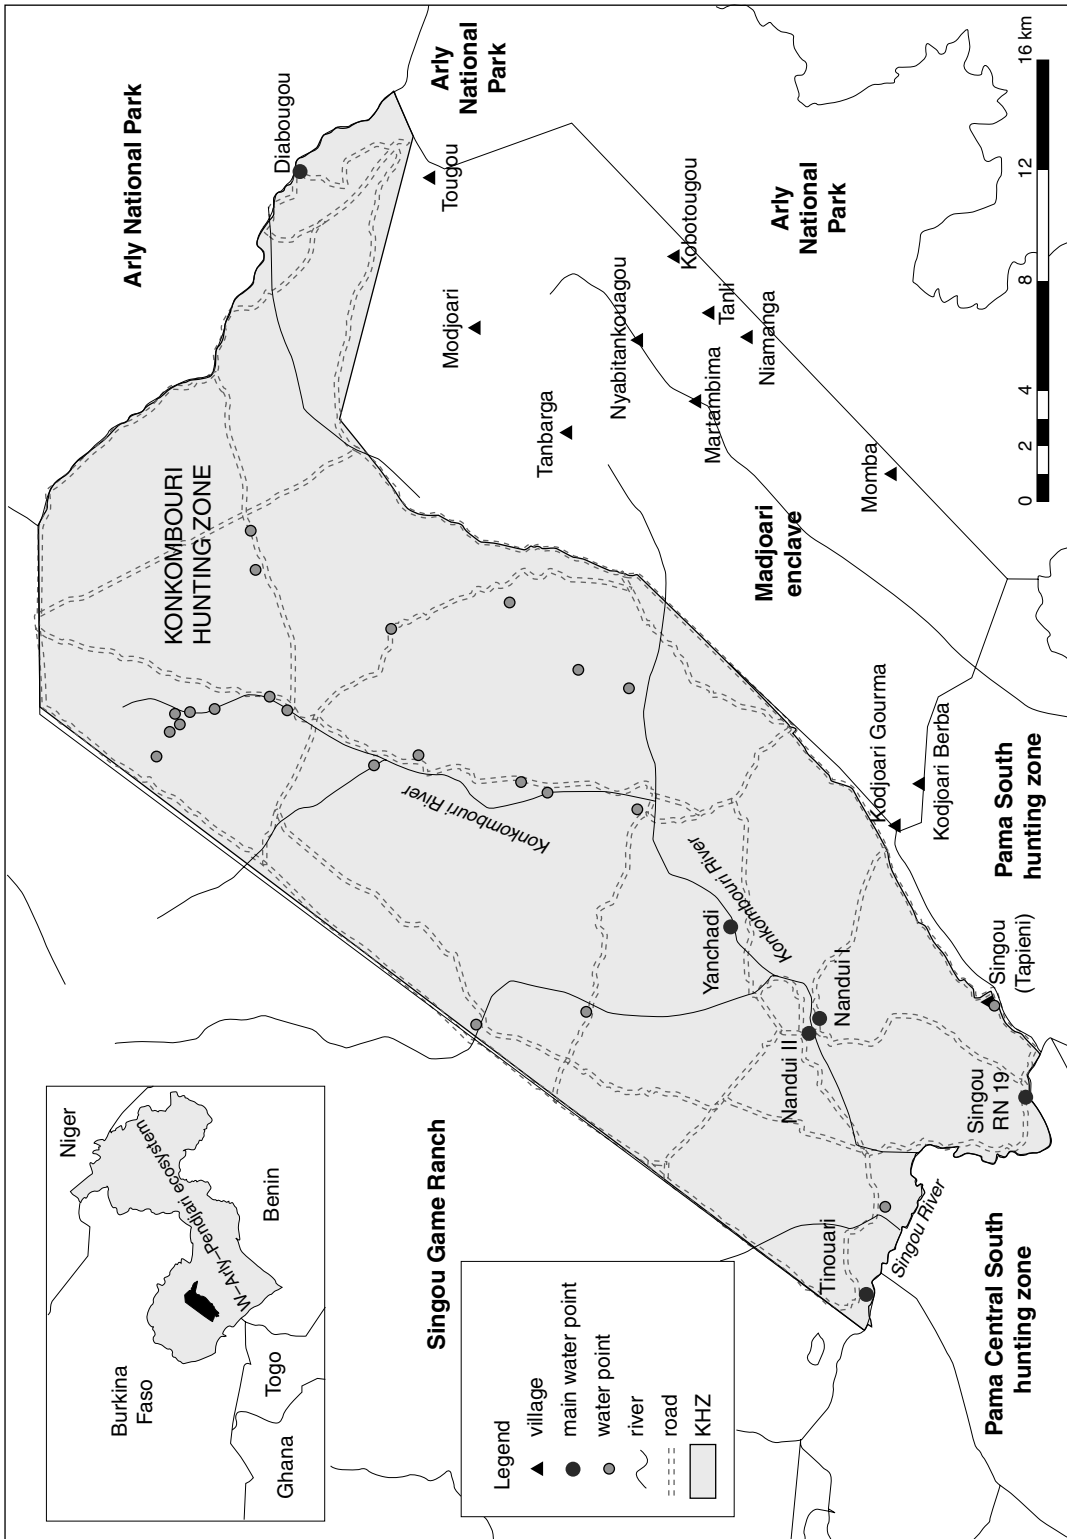 Niger
Burkina
Faso
W–Arly–Pendjari ecosystem
Benin
Togo
Ghana
Arly National Park
Diabougou
Arly
National
Park
Tougou
KONKOMBOURI
HUNTING ZONE
Modjoari
Kobotougou
Arly
National
Park
Nyabitankouagou
Tanli
Niamanga
Tanbarga
Martambima
Momba
Madjoari
enclave
Konkombouri River
Konkombouri River
Yanchadi
Kodjoari Gourma
Kodjoari Berba
Pama South
hunting zone
Nandui I
Nandui II
Singou
(Tapieni)
Singou
RN 19
Singou Game Ranch
Tinouari
Singou River
Pama Central South
hunting zone
Legend
village
main water point
water point
river
road
KHZ
0
2
4
8
12
16 km